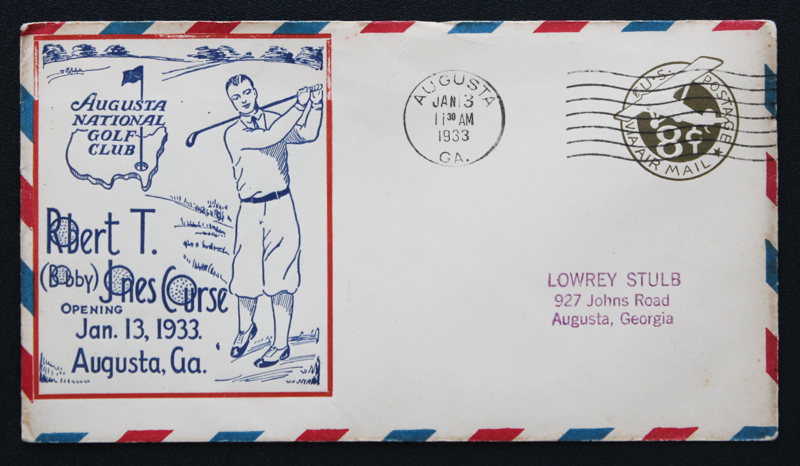 AUGUSTA
NATIONAL
GOLF
CLUB
Robert T.
(Bobby) Jones Course
OPENING
Jan. 13, 1933.
Augusta, Ga.
AUGUSTA
JAN 13
11 30 AM
1933
GA.
U.S. POSTAGE
8¢
VIA AIR MAIL
LOWREY STULB
927 Johns Road
Augusta, Georgia